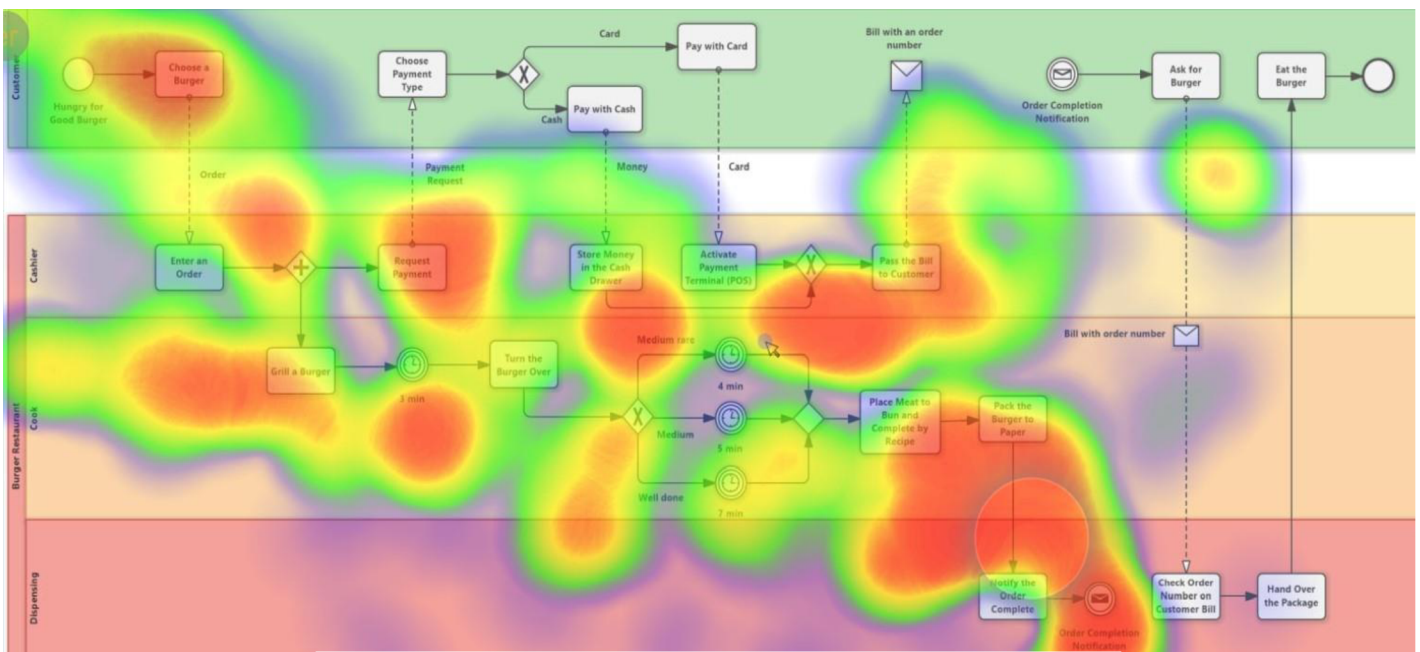 er
Customer
Hungry for
Good Burger
Choose a
Burger
Choose
Payment
Type
Card
Cash
Pay with Card
Pay with Cash
Bill with an order
number
Order Completion
Notification
Ask for
Burger
Eat the
Burger
Order
Payment
Request
Money
Card
Burger Restaurant
Cashier
Enter an
Order
Request
Payment
Store Money
in the Cash
Drawer
Activate
Payment
Terminal (POS)
Pass the Bill
to Customer
Bill with order number
Cook
Grill a Burger
3 min
Turn the
Burger Over
Medium rare
4 min
Medium
5 min
Well done
7 min
Place Meat to
Bun and
Complete by
Recipe
Pack the
Burger to
Paper
Dispensing
Notify the
Order
Complete
Order Completion
Notification
Check Order
Number on
Customer Bill
Hand Over
the Package